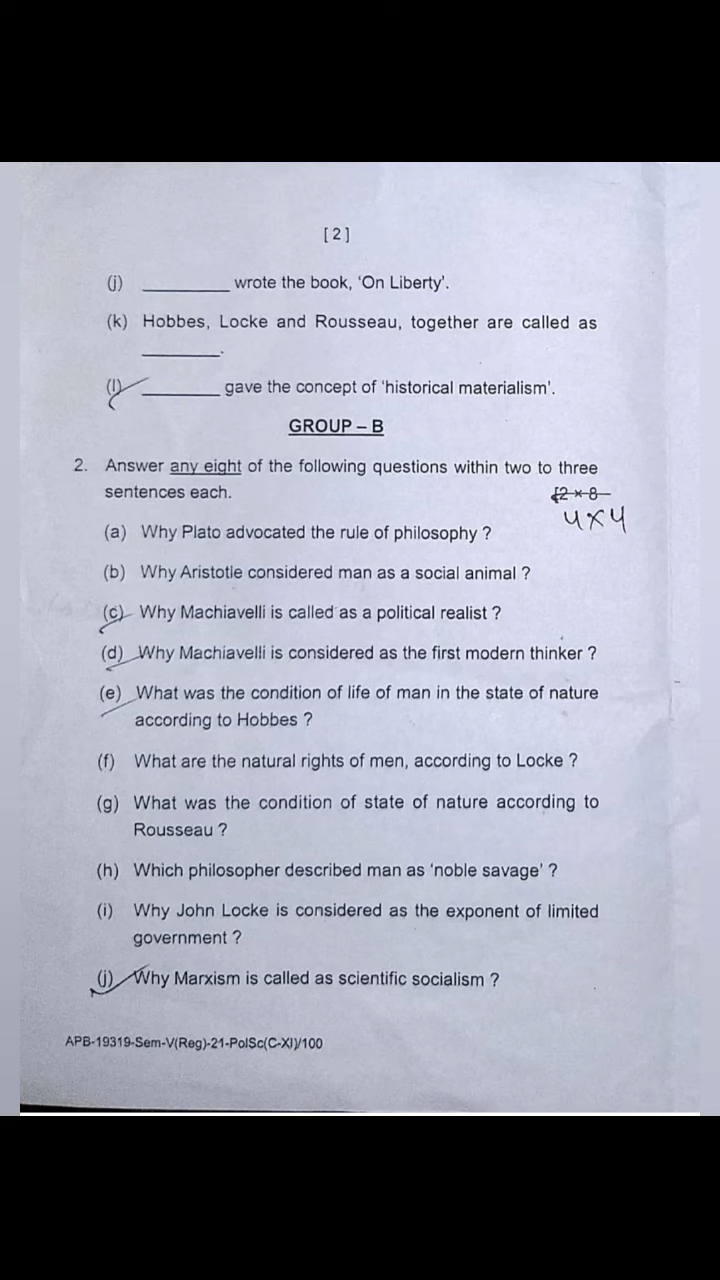 [ 2 ]
(j) ________ wrote the book, 'On Liberty'.
(k) Hobbes, Locke and Rousseau, together are called as
________.
(l) ________ gave the concept of 'historical materialism'.
GROUP – B
2. Answer any eight of the following questions within two to three
sentences each. [2 × 8
4×4
(a) Why Plato advocated the rule of philosophy ?
(b) Why Aristotle considered man as a social animal ?
(c) Why Machiavelli is called as a political realist ?
(d) Why Machiavelli is considered as the first modern thinker ?
(e) What was the condition of life of man in the state of nature
according to Hobbes ?
(f) What are the natural rights of men, according to Locke ?
(g) What was the condition of state of nature according to
Rousseau ?
(h) Which philosopher described man as 'noble savage' ?
(i) Why John Locke is considered as the exponent of limited
government ?
(j) Why Marxism is called as scientific socialism ?
APB-19319-Sem-V(Reg)-21-PolSc(C-XI)/100